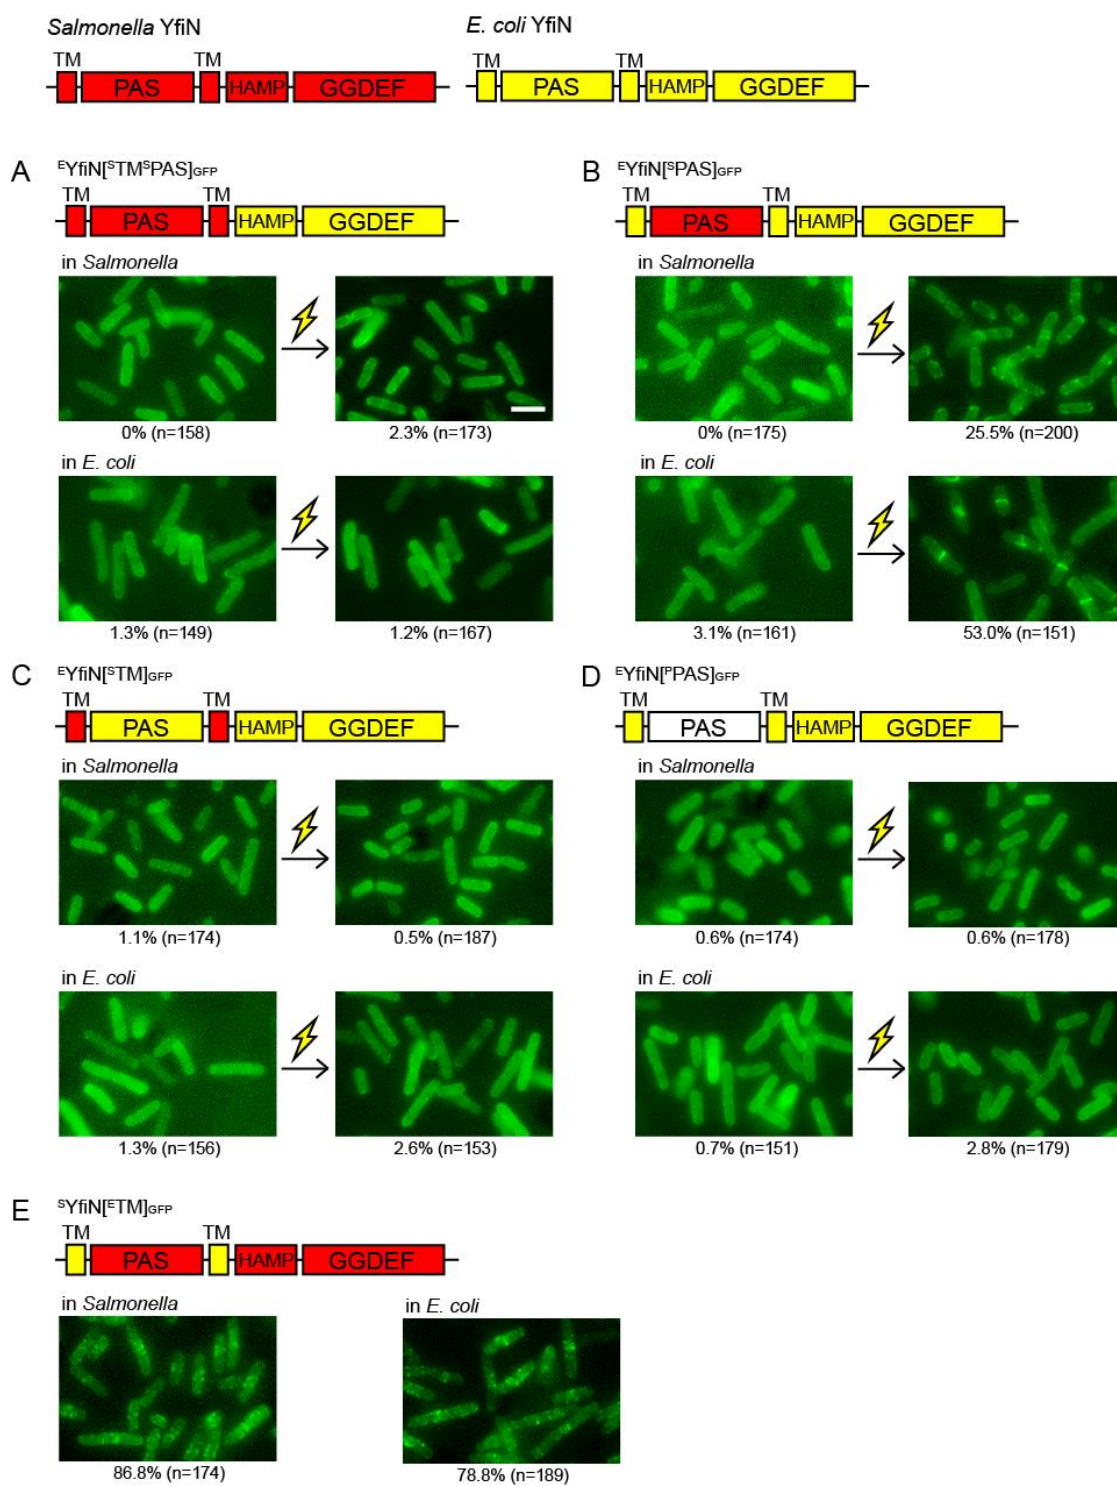 Salmonella YfiN
E. coli YfiN
TM TM
PAS HAMP GGDEF
TM TM
PAS HAMP GGDEF
A
ᴱYfiN[ˢTMˢPAS]GFP
TM TM
PAS HAMP GGDEF
in Salmonella
0% (n=158)
2.3% (n=173)
in E. coli
1.3% (n=149)
1.2% (n=167)
B
ᴱYfiN[ˢPAS]GFP
TM TM
PAS HAMP GGDEF
in Salmonella
0% (n=175)
25.5% (n=200)
in E. coli
3.1% (n=161)
53.0% (n=151)
C
ᴱYfiN[ˢTM]GFP
TM TM
PAS HAMP GGDEF
in Salmonella
1.1% (n=174)
0.5% (n=187)
in E. coli
1.3% (n=156)
2.6% (n=153)
D
ᴱYfiN[ᴾPAS]GFP
TM TM
PAS HAMP GGDEF
in Salmonella
0.6% (n=174)
0.6% (n=178)
in E. coli
0.7% (n=151)
2.8% (n=179)
E
ˢYfiN[ᴱTM]GFP
TM TM
PAS HAMP GGDEF
in Salmonella
86.8% (n=174)
in E. coli
78.8% (n=189)